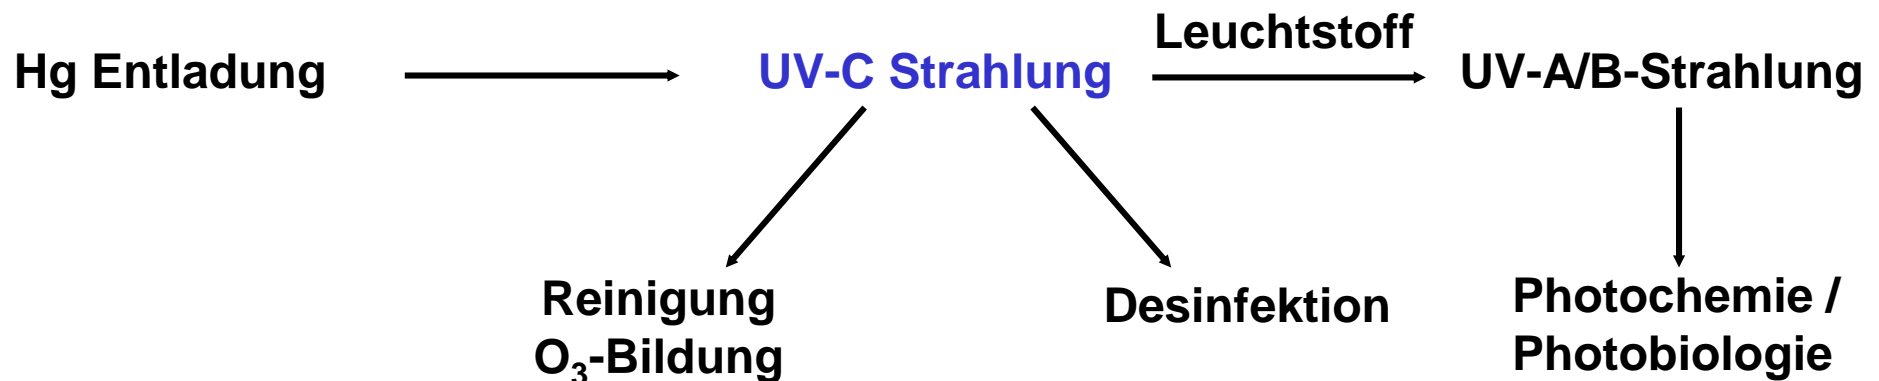 Leuchtstoff
Hg Entladung
UV-C Strahlung
UV-A/B-Strahlung
Reinigung
O₃-Bildung
Desinfektion
Photochemie /
Photobiologie